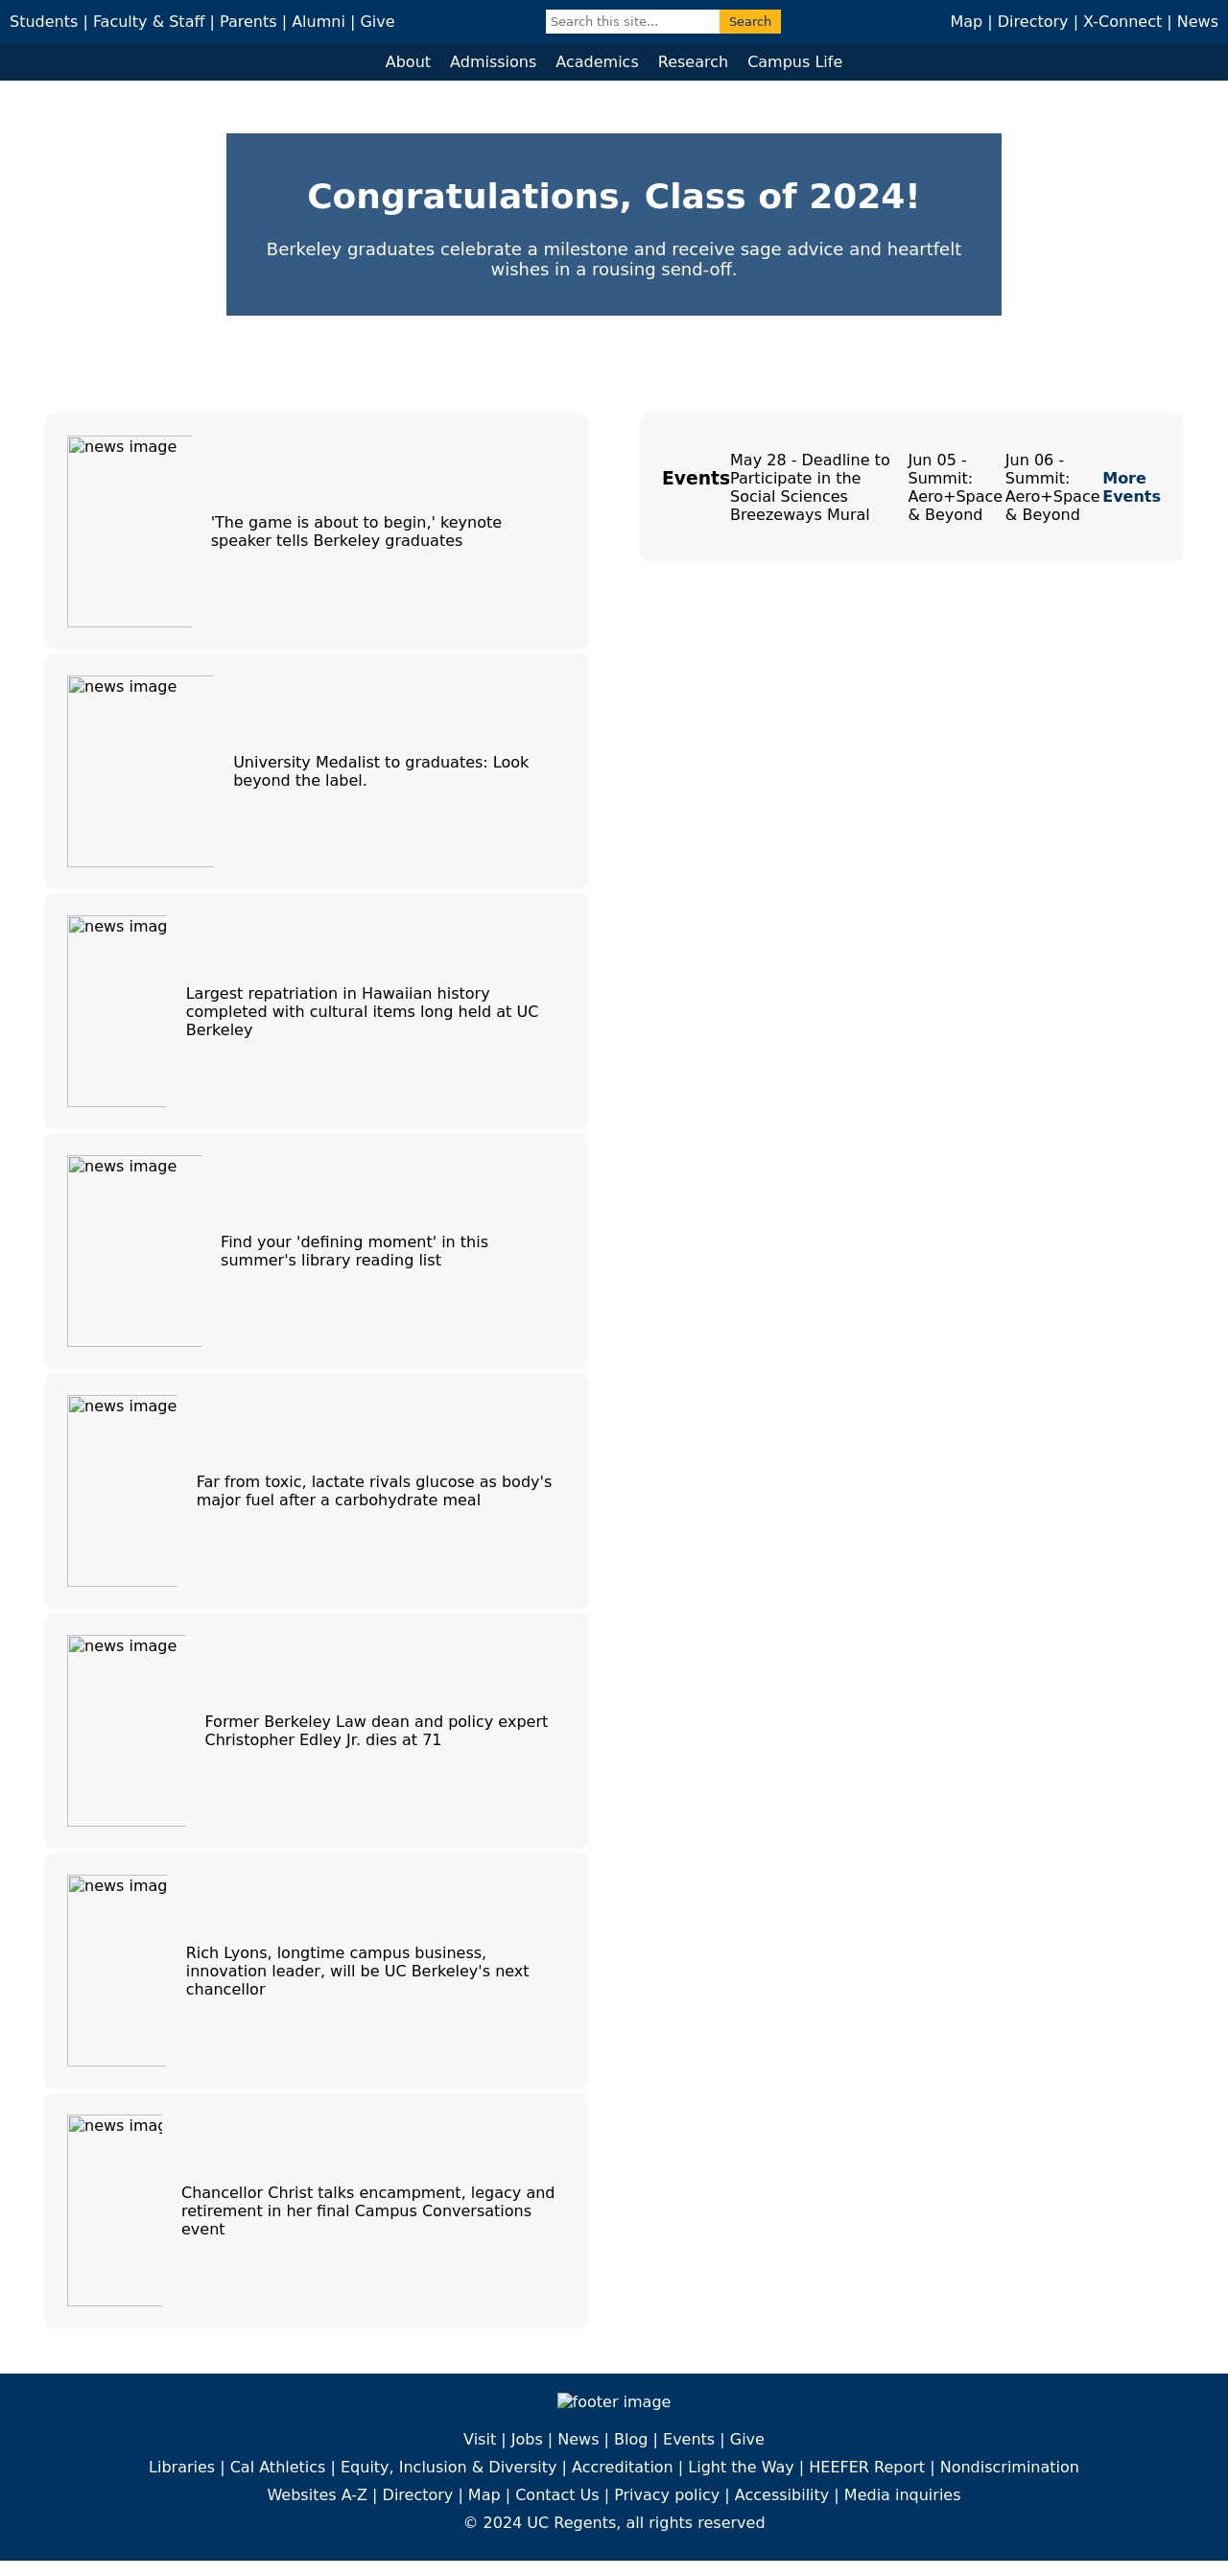 Students | Faculty & Staff | Parents | Alumni | Give
Search this site...
Search
Map | Directory | X-Connect | News
About Admissions Academics Research Campus Life
Congratulations, Class of 2024!
Berkeley graduates celebrate a milestone and receive sage advice and heartfelt
wishes in a rousing send-off.
news image
'The game is about to begin,' keynote
speaker tells Berkeley graduates
Events
May 28 - Deadline to
Participate in the
Social Sciences
Breezeways Mural
Jun 05 -
Summit:
Aero+Space
& Beyond
Jun 06 -
Summit:
Aero+Space
& Beyond
More
Events
news image
University Medalist to graduates: Look
beyond the label.
news imag
Largest repatriation in Hawaiian history
completed with cultural items long held at UC
Berkeley
news image
Find your 'defining moment' in this
summer's library reading list
news image
Far from toxic, lactate rivals glucose as body's
major fuel after a carbohydrate meal
news image
Former Berkeley Law dean and policy expert
Christopher Edley Jr. dies at 71
news imag
Rich Lyons, longtime campus business,
innovation leader, will be UC Berkeley's next
chancellor
news imag
Chancellor Christ talks encampment, legacy and
retirement in her final Campus Conversations
event
footer image
Visit | Jobs | News | Blog | Events | Give
Libraries | Cal Athletics | Equity, Inclusion & Diversity | Accreditation | Light the Way | HEEFER Report | Nondiscrimination
Websites A-Z | Directory | Map | Contact Us | Privacy policy | Accessibility | Media inquiries
© 2024 UC Regents, all rights reserved